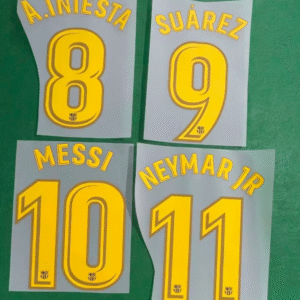 A.INIESTA
8
SUÁREZ
9
MESSI
10
NEYMAR JR
11